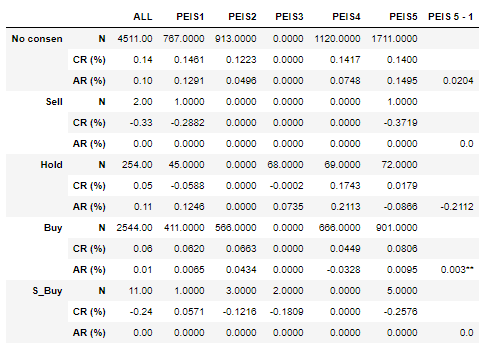 ALL PEIS1 PEIS2 PEIS3 PEIS4 PEIS5 PEIS 5 - 1
No consen N 4511.00 767.0000 913.0000 0.0000 1120.0000 1711.0000
CR (%) 0.14 0.1461 0.1223 0.0000 0.1417 0.1400
AR (%) 0.10 0.1291 0.0496 0.0000 0.0748 0.1495 0.0204
Sell N 2.00 1.0000 0.0000 0.0000 0.0000 1.0000
CR (%) -0.33 -0.2882 0.0000 0.0000 0.0000 -0.3719
AR (%) 0.00 0.0000 0.0000 0.0000 0.0000 0.0000 0.0
Hold N 254.00 45.0000 0.0000 68.0000 69.0000 72.0000
CR (%) 0.05 -0.0588 0.0000 -0.0002 0.1743 0.0179
AR (%) 0.11 0.1246 0.0000 0.0735 0.2113 -0.0866 -0.2112
Buy N 2544.00 411.0000 566.0000 0.0000 666.0000 901.0000
CR (%) 0.06 0.0620 0.0663 0.0000 0.0449 0.0806
AR (%) 0.01 0.0065 0.0434 0.0000 -0.0328 0.0095 0.003**
S_Buy N 11.00 1.0000 3.0000 2.0000 0.0000 5.0000
CR (%) -0.24 0.0571 -0.1216 -0.1809 0.0000 -0.2576
AR (%) 0.00 0.0000 0.0000 0.0000 0.0000 0.0000 0.0